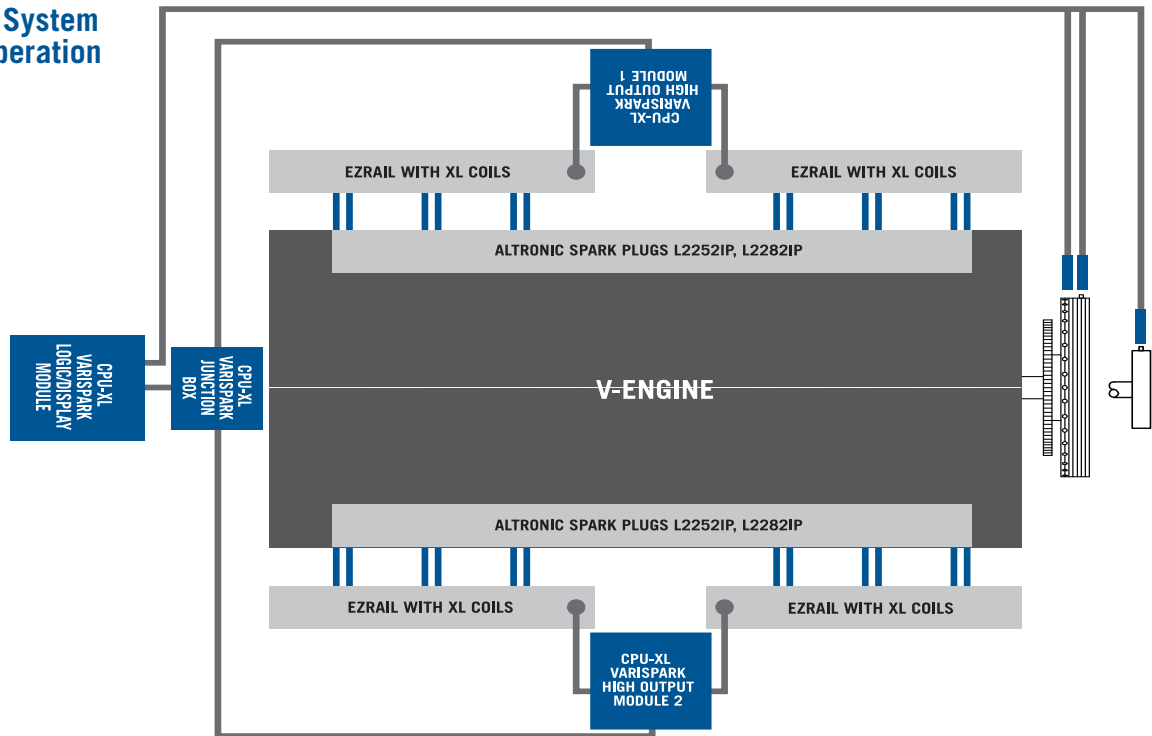 System
peration
CPU-XL
VARISPARK
HIGH OUTPUT
MODULE 1
EZRAIL WITH XL COILS
EZRAIL WITH XL COILS
ALTRONIC SPARK PLUGS L2252IP, L2282IP
CPU-XL
VARISPARK
LOGIC/DISPLAY
MODULE
CPU-XL
VARISPARK
JUNCTION
BOX
V-ENGINE
ALTRONIC SPARK PLUGS L2252IP, L2282IP
EZRAIL WITH XL COILS
EZRAIL WITH XL COILS
CPU-XL
VARISPARK
HIGH OUTPUT
MODULE 2